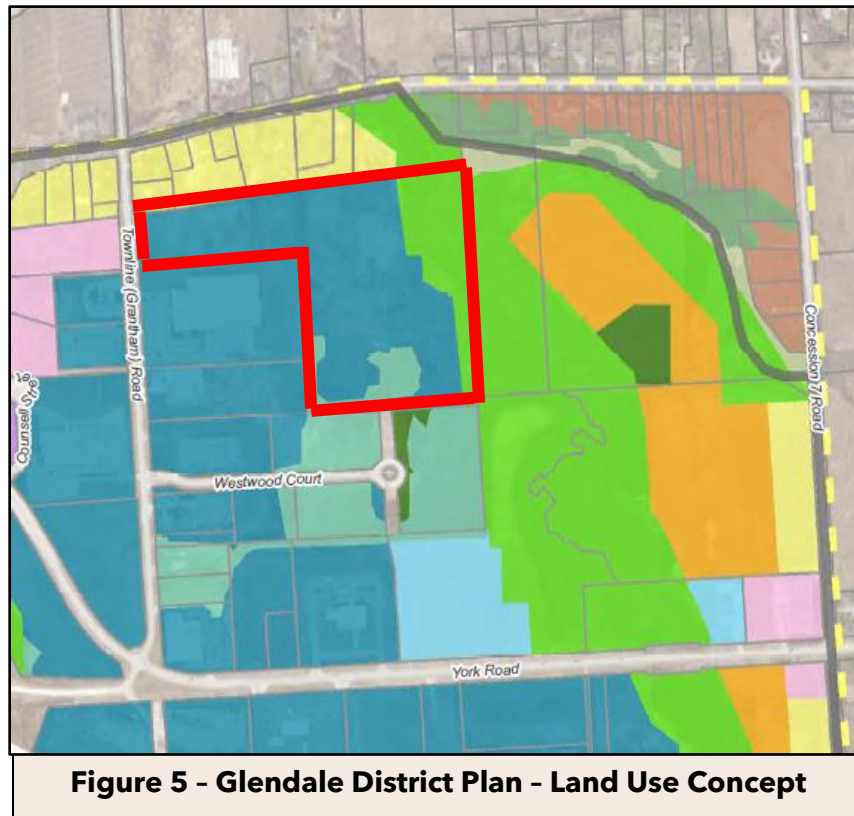 Townline (Grantham) Road
Concession 7 Road
Counsell Stre
Westwood Court
York Road
Figure 5 – Glendale District Plan – Land Use Concept